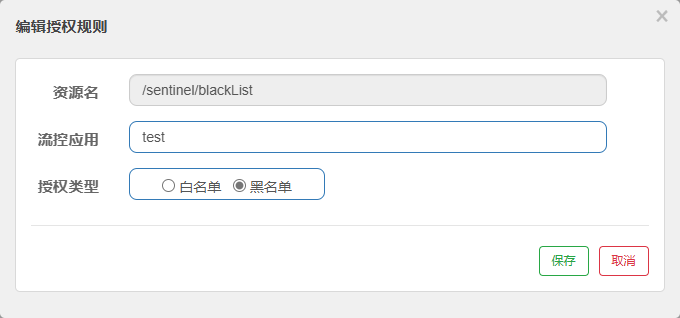 编辑授权规则
×
资源名
/sentinel/blackList
流控应用
test
授权类型
白名单 黑名单
保存 取消